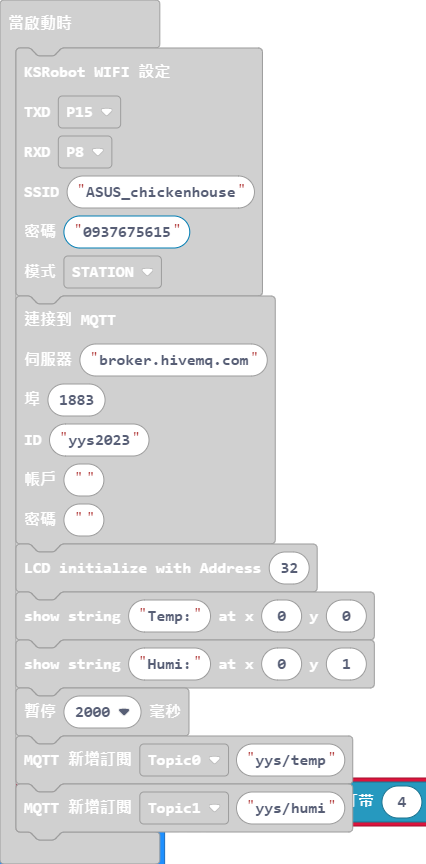 當啟動時
KSRobot WIFI 設定
TXD P15
RXD P8
SSID "ASUS_chickenhouse"
密碼 "0937675615"
模式 STATION
連接到 MQTT
伺服器 "broker.hivemq.com"
埠 1883
ID "yys2023"
帳戶 " "
密碼 " "
LCD initialize with Address 32
show string "Temp:" at x 0 y 0
show string "Humi:" at x 0 y 1
暫停 2000 毫秒
MQTT 新增訂閱 Topic0 "yys/temp"
MQTT 新增訂閱 Topic1 "yys/humi" 带 4